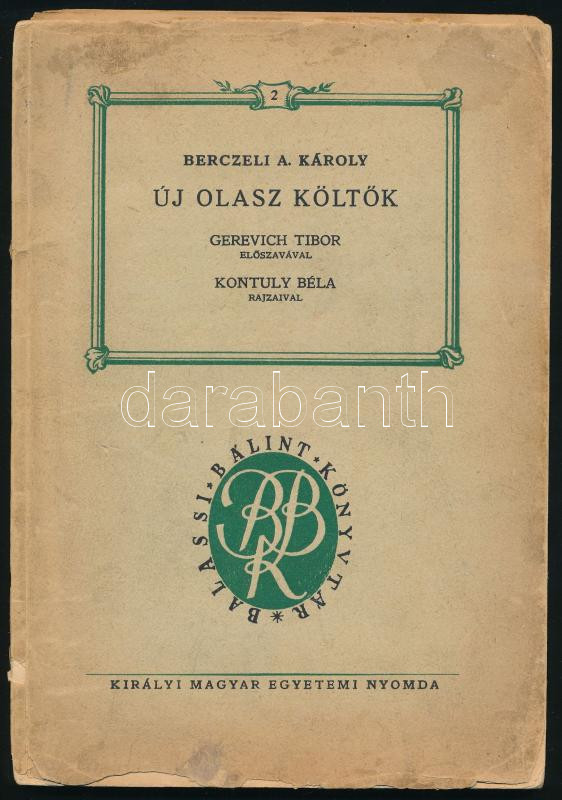 2
BERCZELI A. KÁROLY
ÚJ OLASZ KÖLTŐK
GEREVICH TIBOR
ELŐSZAVÁVAL
KONTULY BÉLA
RAJZAIVAL
darabanth
BALASSI * BÁLINT * KÖNYVTÁR *
BBK
KIRÁLYI MAGYAR EGYETEMI NYOMDA